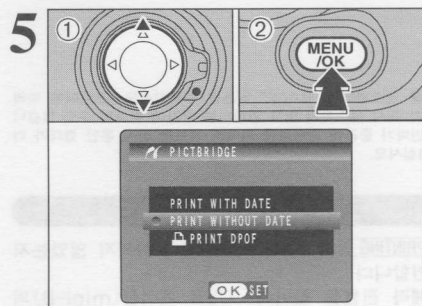 5
① ②
MENU
/OK
PICTBRIDGE
PRINT WITH DATE
PRINT WITHOUT DATE
PRINT DPOF
OK SET